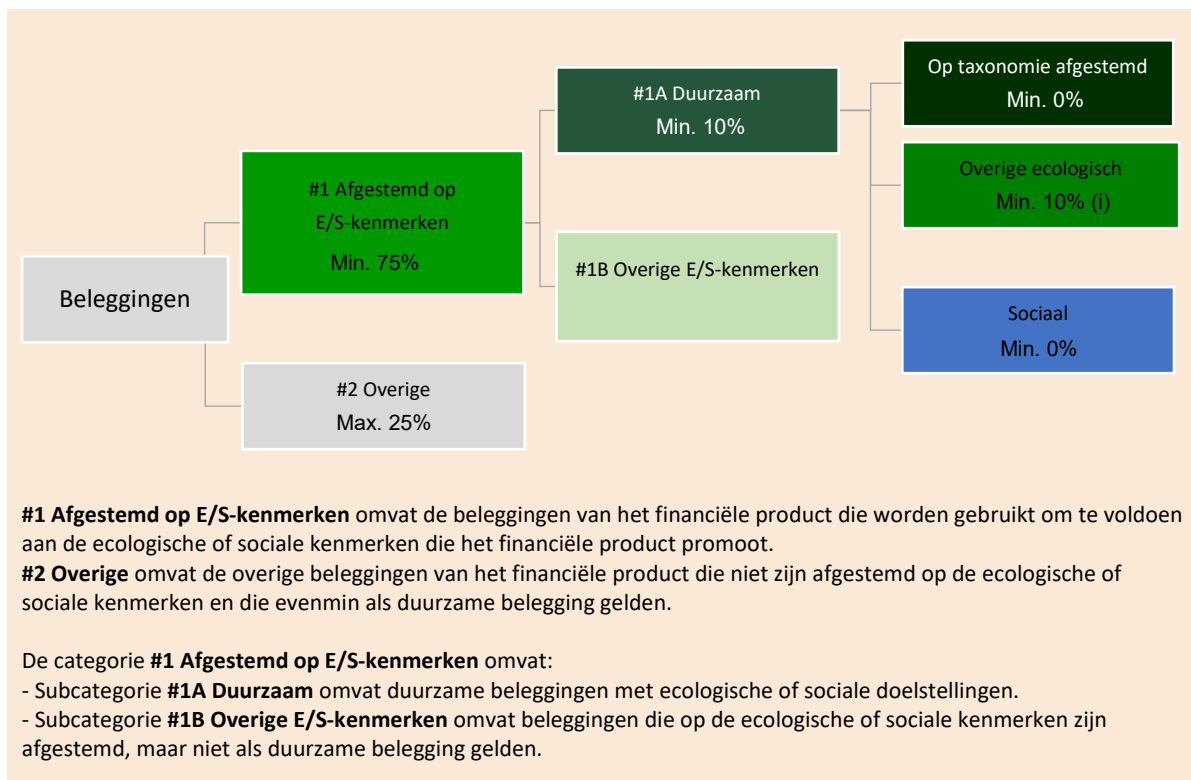 Beleggingen
#1 Afgestemd op
E/S-kenmerken
Min. 75%
#2 Overige
Max. 25%
#1A Duurzaam
Min. 10%
#1B Overige E/S-kenmerken
Op taxonomie afgestemd
Min. 0%
Overige ecologisch
Min. 10% (i)
Sociaal
Min. 0%
#1 Afgestemd op E/S-kenmerken omvat de beleggingen van het financiële product die worden gebruikt om te voldoen
aan de ecologische of sociale kenmerken die het financiële product promoot.
#2 Overige omvat de overige beleggingen van het financiële product die niet zijn afgestemd op de ecologische of
sociale kenmerken en die evenmin als duurzame belegging gelden.
De categorie #1 Afgestemd op E/S-kenmerken omvat:
- Subcategorie #1A Duurzaam omvat duurzame beleggingen met ecologische of sociale doelstellingen.
- Subcategorie #1B Overige E/S-kenmerken omvat beleggingen die op de ecologische of sociale kenmerken zijn
afgestemd, maar niet als duurzame belegging gelden.